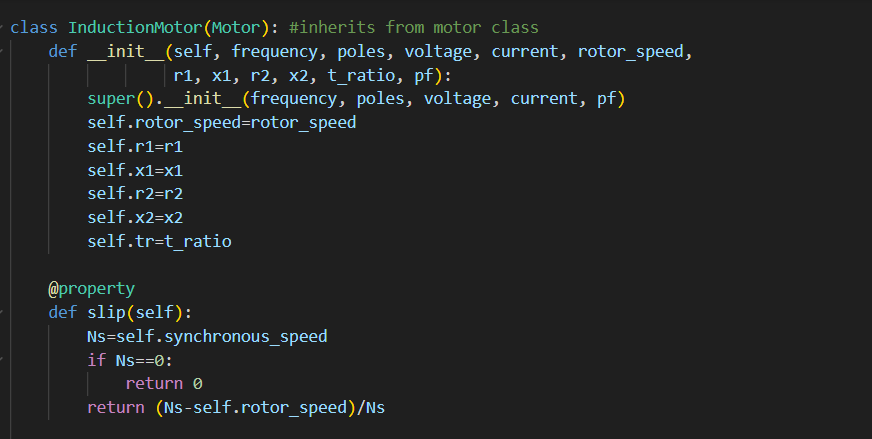 class InductionMotor(Motor): #inherits from motor class
    def __init__(self, frequency, poles, voltage, current, rotor_speed,
                 r1, x1, r2, x2, t_ratio, pf):
        super().__init__(frequency, poles, voltage, current, pf)
        self.rotor_speed=rotor_speed
        self.r1=r1
        self.x1=x1
        self.r2=r2
        self.x2=x2
        self.tr=t_ratio

    @property
    def slip(self):
        Ns=self.synchronous_speed
        if Ns==0:
            return 0
        return (Ns-self.rotor_speed)/Ns